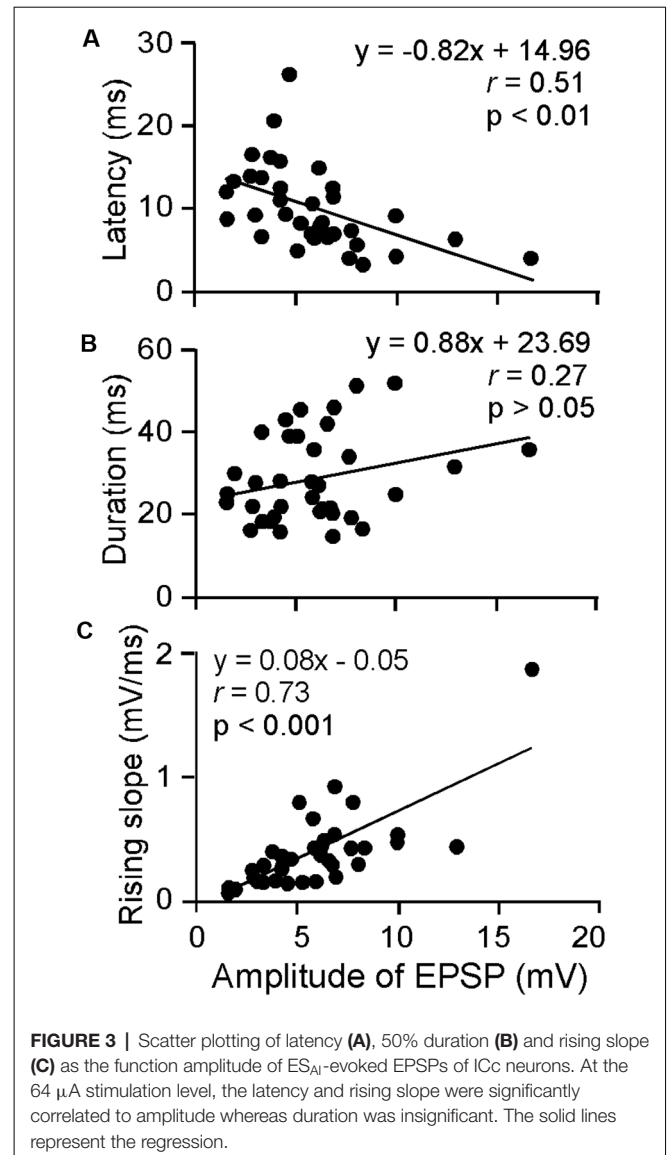 A
30
20
10
0
Latency (ms)
y = -0.82x + 14.96
r = 0.51
p < 0.01
B
60
40
20
0
Duration (ms)
y = 0.88x + 23.69
r = 0.27
p > 0.05
C
2
1
0
Rising slope (mV/ms)
y = 0.08x - 0.05
r = 0.73
p < 0.001
0 5 10 15 20
Amplitude of EPSP (mV)
FIGURE 3 | Scatter plotting of latency (A), 50% duration (B) and rising slope
(C) as the function amplitude of ES_AI-evoked EPSPs of ICc neurons. At the
64 μA stimulation level, the latency and rising slope were significantly
correlated to amplitude whereas duration was insignificant. The solid lines
represent the regression.